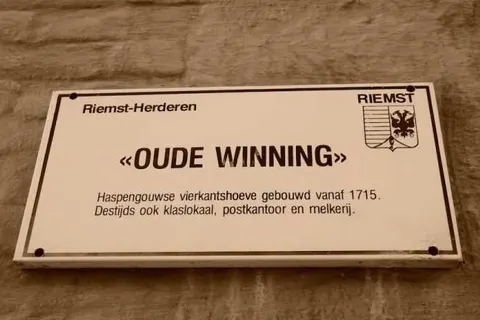 Riemst-Herderen
RIEMST
«OUDE WINNING»
Haspengouwse vierkantshoeve gebouwd vanaf 1715.
Destijds ook klaslokaal, postkantoor en melkerij.